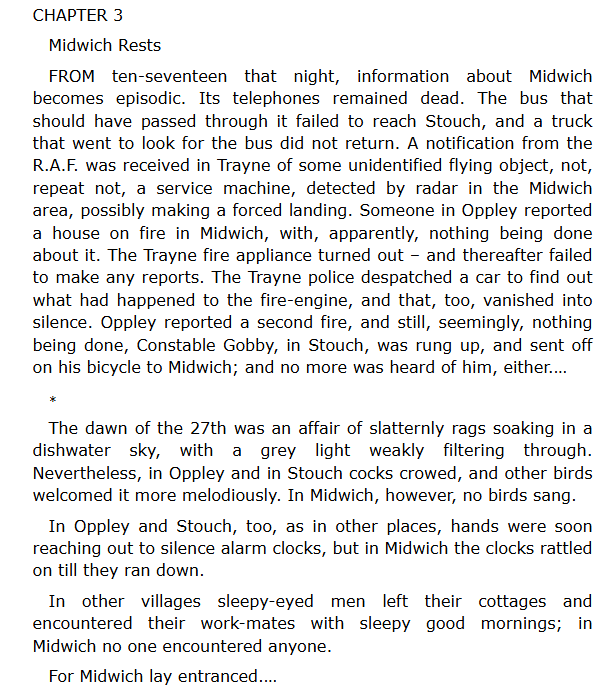 CHAPTER 3
Midwich Rests
FROM ten-seventeen that night, information about Midwich
becomes episodic. Its telephones remained dead. The bus that
should have passed through it failed to reach Stouch, and a truck
that went to look for the bus did not return. A notification from the
R.A.F. was received in Trayne of some unidentified flying object, not,
repeat not, a service machine, detected by radar in the Midwich
area, possibly making a forced landing. Someone in Oppley reported
a house on fire in Midwich, with, apparently, nothing being done
about it. The Trayne fire appliance turned out – and thereafter failed
to make any reports. The Trayne police despatched a car to find out
what had happened to the fire-engine, and that, too, vanished into
silence. Oppley reported a second fire, and still, seemingly, nothing
being done, Constable Gobby, in Stouch, was rung up, and sent off
on his bicycle to Midwich; and no more was heard of him, either....
*
The dawn of the 27th was an affair of slatternly rags soaking in a
dishwater sky, with a grey light weakly filtering through.
Nevertheless, in Oppley and in Stouch cocks crowed, and other birds
welcomed it more melodiously. In Midwich, however, no birds sang.
In Oppley and Stouch, too, as in other places, hands were soon
reaching out to silence alarm clocks, but in Midwich the clocks rattled
on till they ran down.
In other villages sleepy-eyed men left their cottages and
encountered their work-mates with sleepy good mornings; in
Midwich no one encountered anyone.
For Midwich lay entranced....